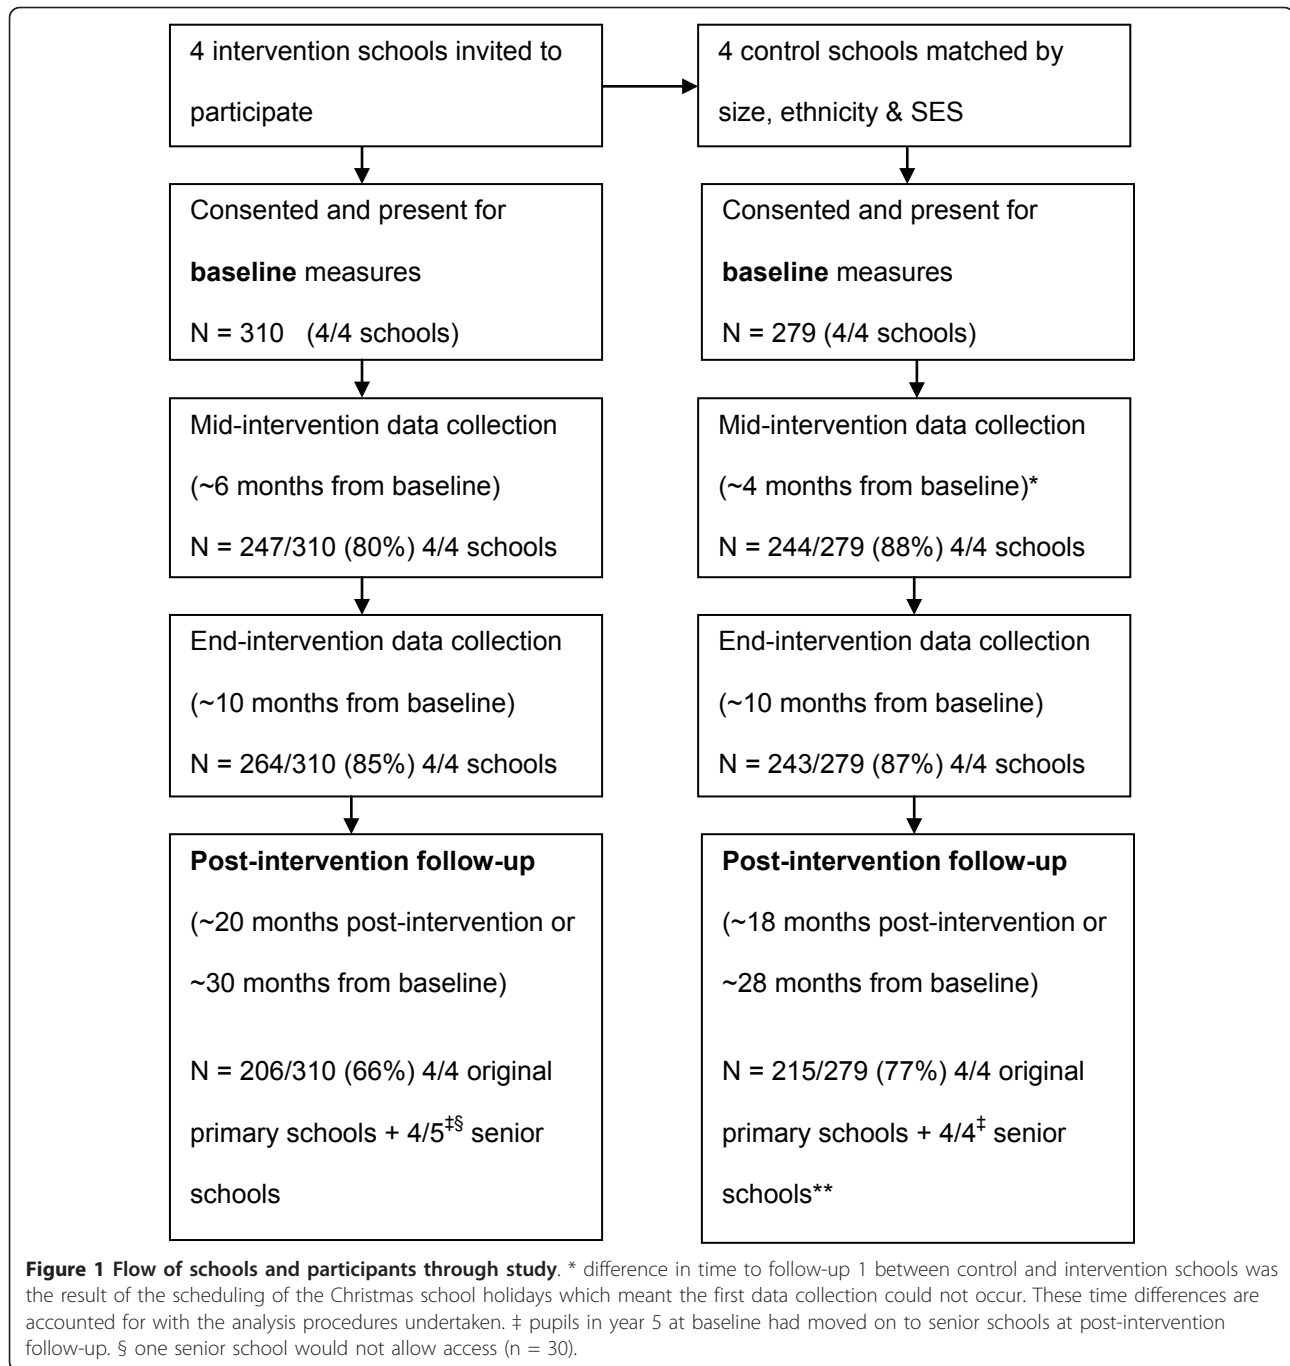 4 intervention schools invited to
participate
4 control schools matched by
size, ethnicity & SES
Consented and present for
baseline measures
N = 310 (4/4 schools)
Consented and present for
baseline measures
N = 279 (4/4 schools)
Mid-intervention data collection
(~6 months from baseline)
N = 247/310 (80%) 4/4 schools
Mid-intervention data collection
(~4 months from baseline)*
N = 244/279 (88%) 4/4 schools
End-intervention data collection
(~10 months from baseline)
N = 264/310 (85%) 4/4 schools
End-intervention data collection
(~10 months from baseline)
N = 243/279 (87%) 4/4 schools
Post-intervention follow-up
(~20 months post-intervention or
~30 months from baseline)
N = 206/310 (66%) 4/4 original
primary schools + 4/5‡§ senior
schools
Post-intervention follow-up
(~18 months post-intervention or
~28 months from baseline)
N = 215/279 (77%) 4/4 original
primary schools + 4/4‡ senior
schools**
Figure 1 Flow of schools and participants through study. * difference in time to follow-up 1 between control and intervention schools was
the result of the scheduling of the Christmas school holidays which meant the first data collection could not occur. These time differences are
accounted for with the analysis procedures undertaken. ‡ pupils in year 5 at baseline had moved on to senior schools at post-intervention
follow-up. § one senior school would not allow access (n = 30).